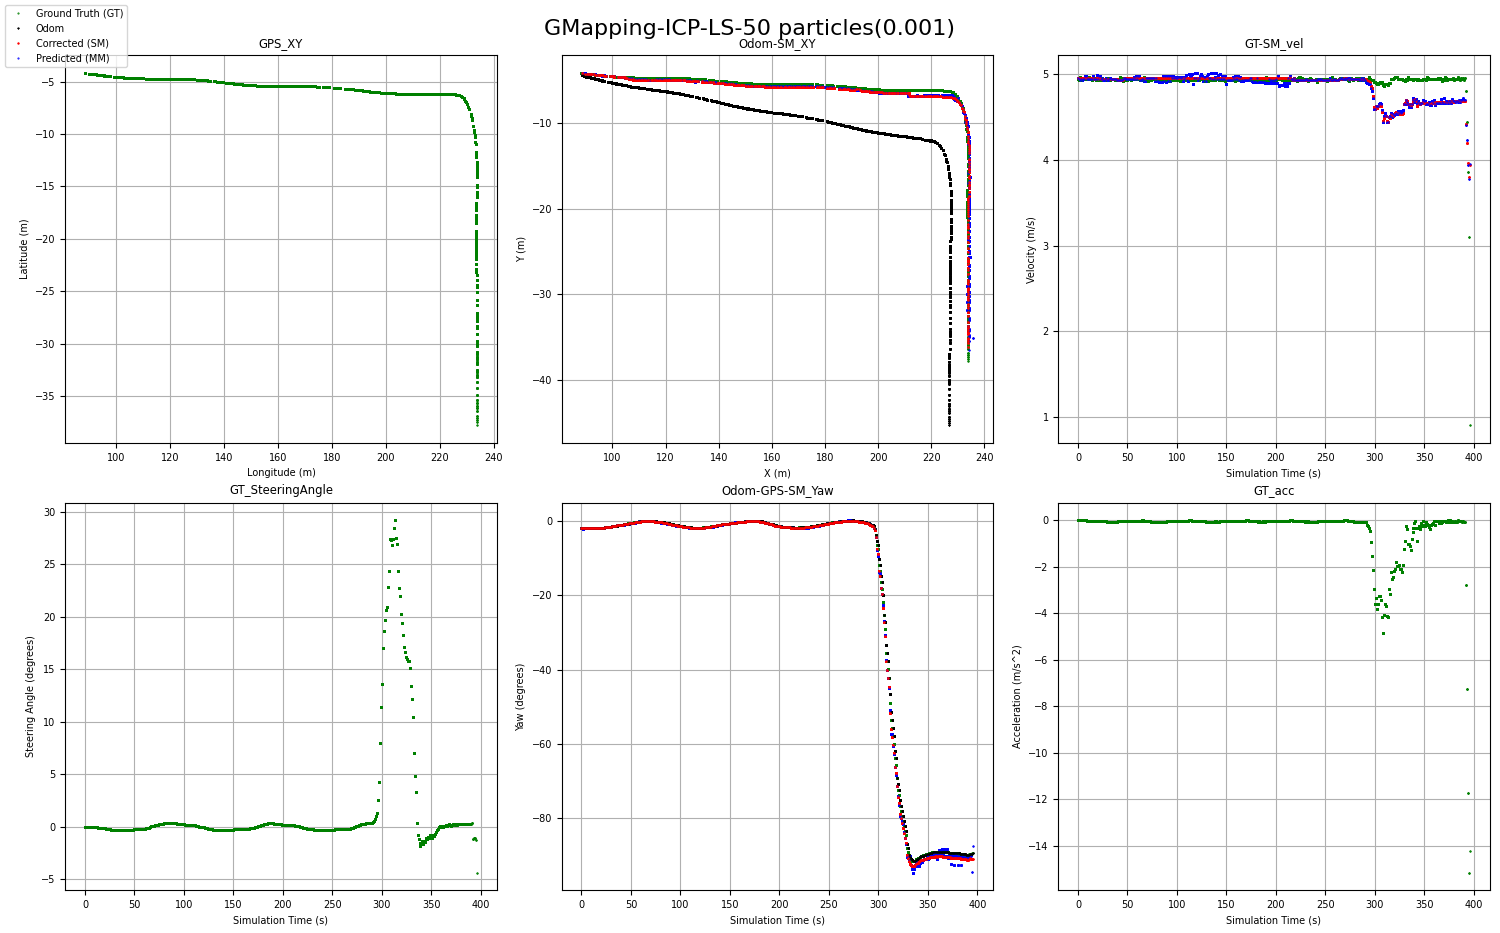 GMapping-ICP-LS-50 particles(0.001)
Ground Truth (GT)
Odom
Corrected (SM)
Predicted (MM)
GPS_XY
−5
−10
−15
−20
−25
−30
−35
Latitude (m)
100 120 140 160 180 200 220 240
Longitude (m)
Odom-SM_XY
−10
−20
−30
−40
Y (m)
100 120 140 160 180 200 220 240
X (m)
GT-SM_vel
5
4
3
2
1
Velocity (m/s)
0 50 100 150 200 250 300 350 400
Simulation Time (s)
GT_SteeringAngle
30
25
20
15
10
5
0
−5
Steering Angle (degrees)
0 50 100 150 200 250 300 350 400
Simulation Time (s)
Odom-GPS-SM_Yaw
0
−20
−40
−60
−80
Yaw (degrees)
0 50 100 150 200 250 300 350 400
Simulation Time (s)
GT_acc
0
−2
−4
−6
−8
−10
−12
−14
Acceleration (m/s^2)
0 50 100 150 200 250 300 350 400
Simulation Time (s)